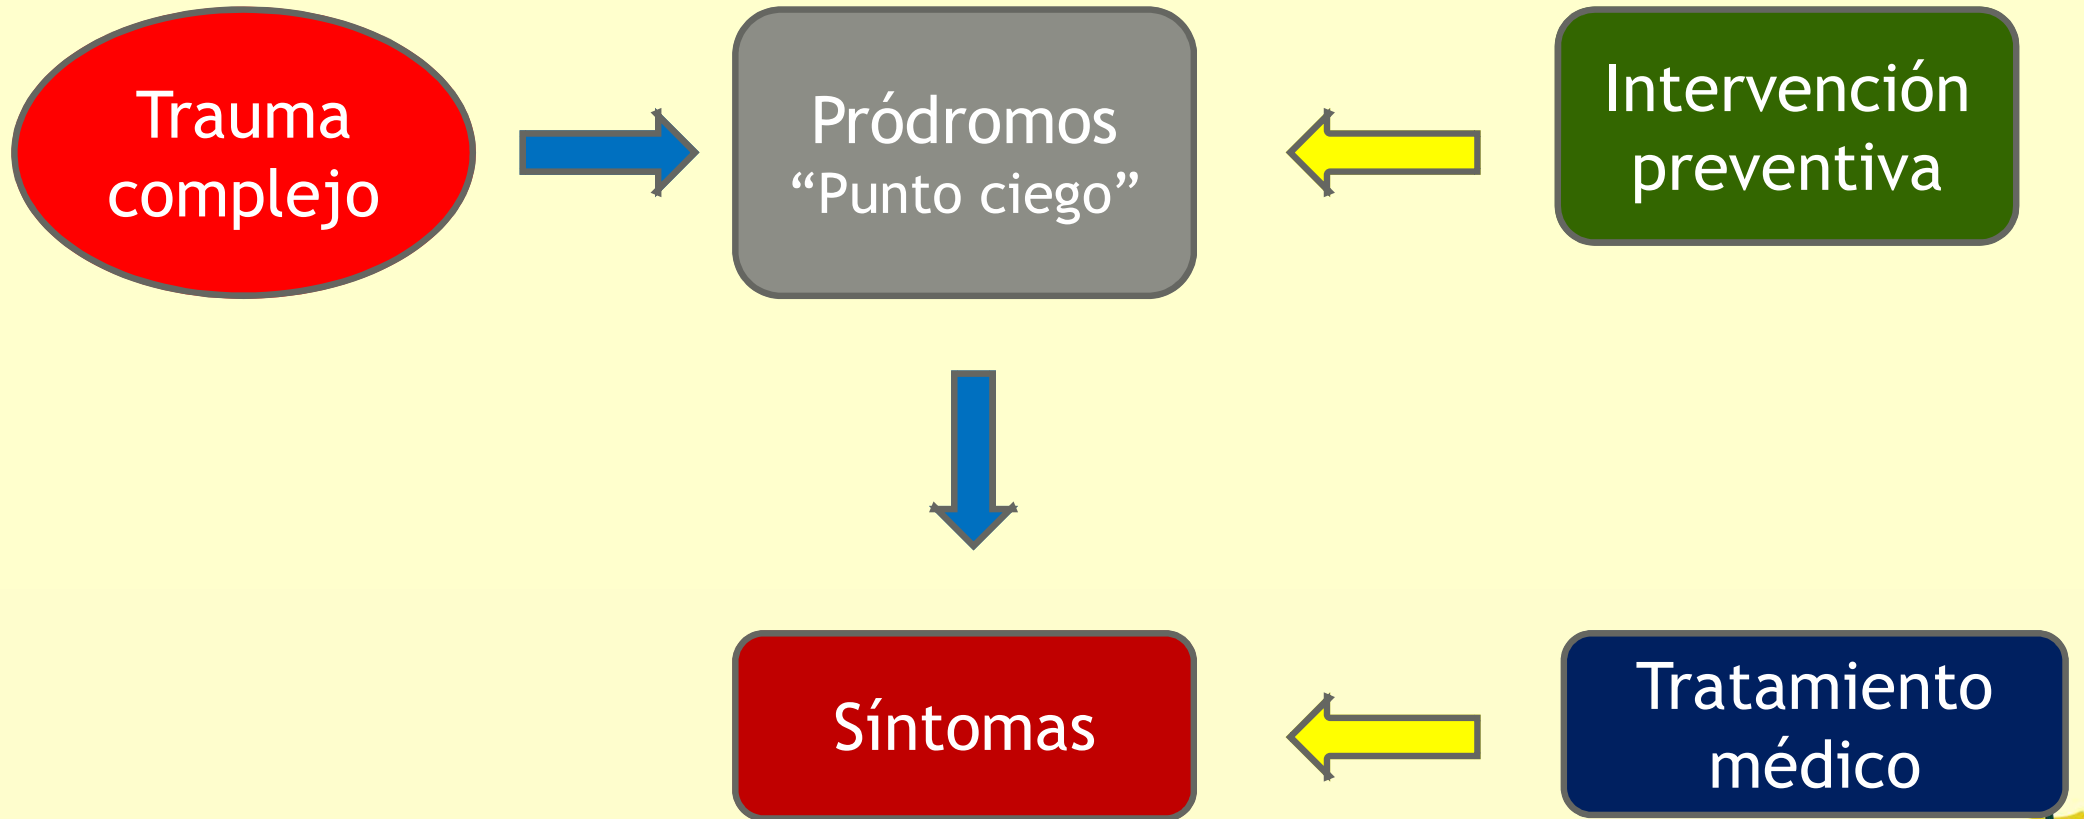 Trauma
complejo
Pródromos
“Punto ciego”
Intervención
preventiva
Síntomas
Tratamiento
médico